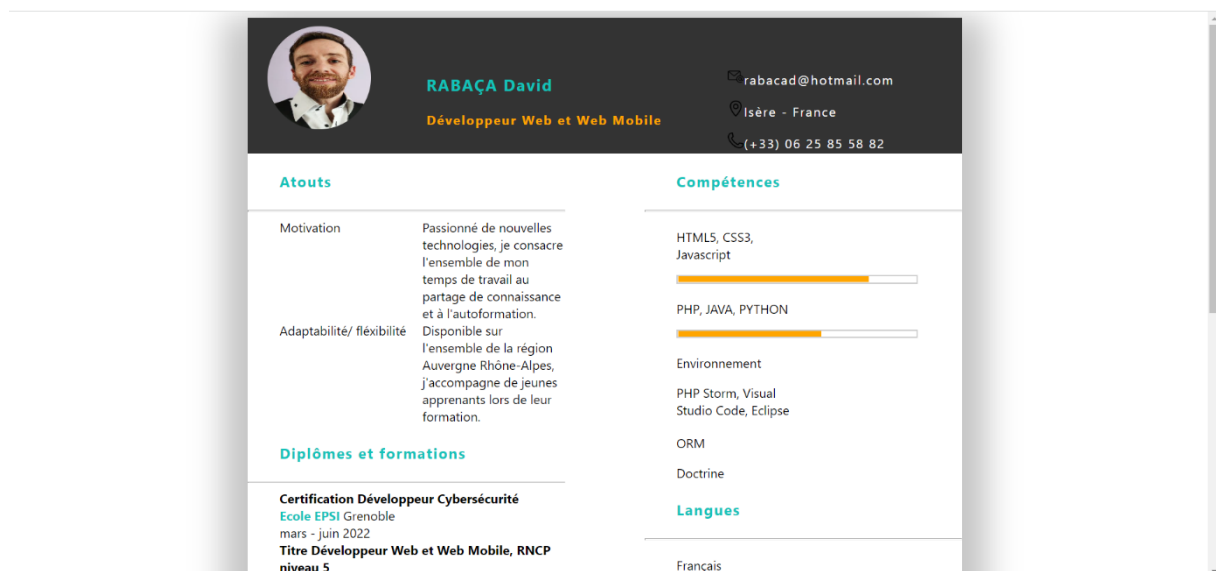 RABAÇA David
Développeur Web et Web Mobile
rabacad@hotmail.com
Isère - France
(+33) 06 25 85 58 82
Atouts
Motivation
Passionné de nouvelles
technologies, je consacre
l'ensemble de mon
temps de travail au
partage de connaissance
et à l'autoformation.
Adaptabilité/ fléxibilité
Disponible sur
l'ensemble de la région
Auvergne Rhône-Alpes,
j'accompagne de jeunes
apprenants lors de leur
formation.
Diplômes et formations
Certification Développeur Cybersécurité
Ecole EPSI Grenoble
mars - juin 2022
Titre Développeur Web et Web Mobile, RNCP
niveau 5
Compétences
HTML5, CSS3,
Javascript
PHP, JAVA, PYTHON
Environnement
PHP Storm, Visual
Studio Code, Eclipse
ORM
Doctrine
Langues
Français